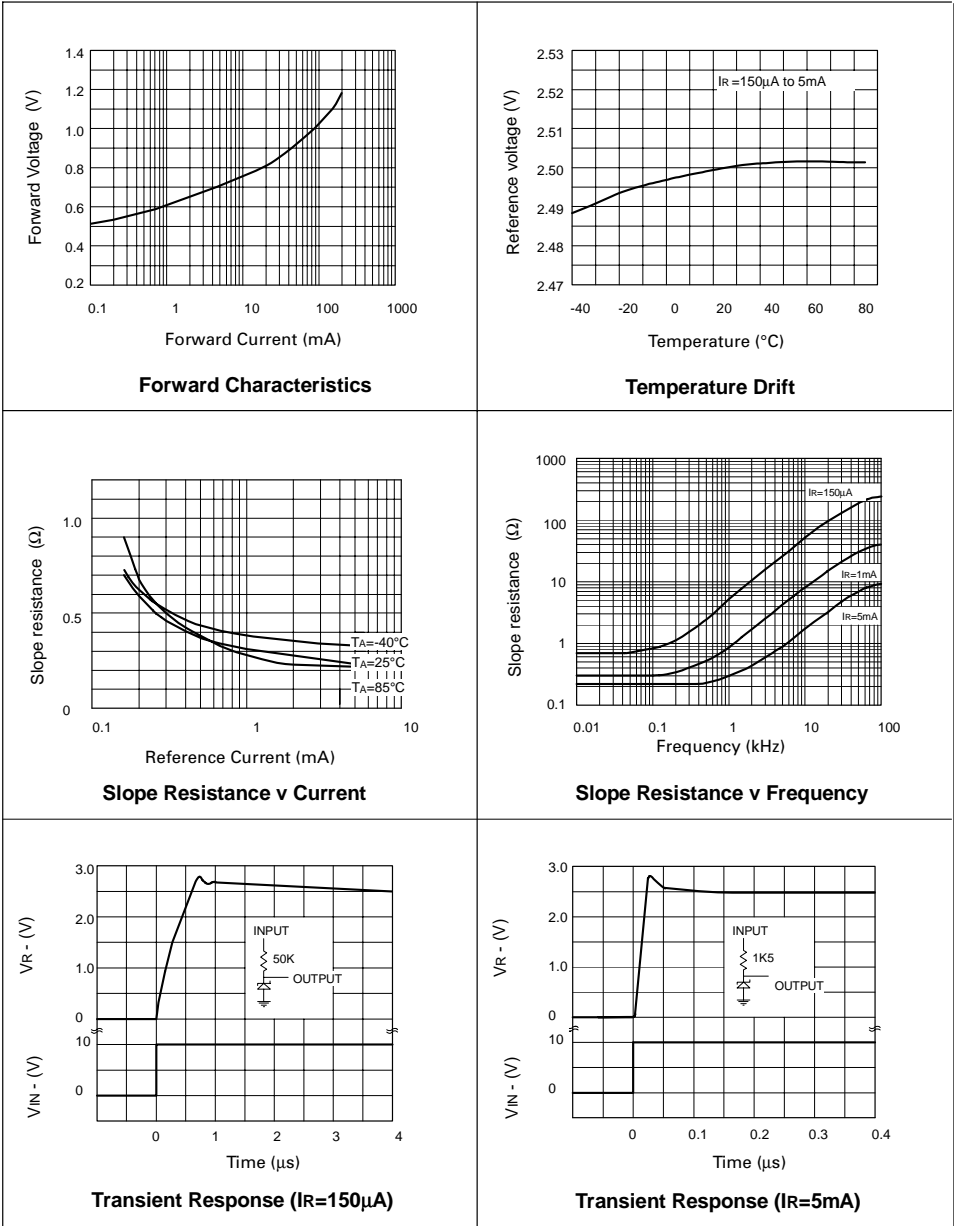 1.4
1.2
1.0
0.8
0.6
0.4
0.2
Forward Voltage (V)
0.1 1 10 100 1000
Forward Current (mA)
Forward Characteristics
2.53
2.52
2.51
2.50
2.49
2.48
2.47
Reference voltage (V)
IR =150µA to 5mA
-40 -20 0 20 40 60 80
Temperature (°C)
Temperature Drift
1.0
0.5
0
Slope resistance (Ω)
TA=-40°C
TA=25°C
TA=85°C
0.1 1 10
Reference Current (mA)
Slope Resistance v Current
1000
100
10
1
0.1
Slope resistance (Ω)
IR=150µA
IR=1mA
IR=5mA
0.01 0.1 1 10 100
Frequency (kHz)
Slope Resistance v Frequency
3.0
2.0
1.0
0
VR - (V)
INPUT
50K
OUTPUT
10
0
VIN - (V)
0 1 2 3 4
Time (µs)
Transient Response (IR=150µA)
3.0
2.0
1.0
0
VR - (V)
INPUT
1K5
OUTPUT
10
0
VIN - (V)
0 0.1 0.2 0.3 0.4
Time (µs)
Transient Response (IR=5mA)